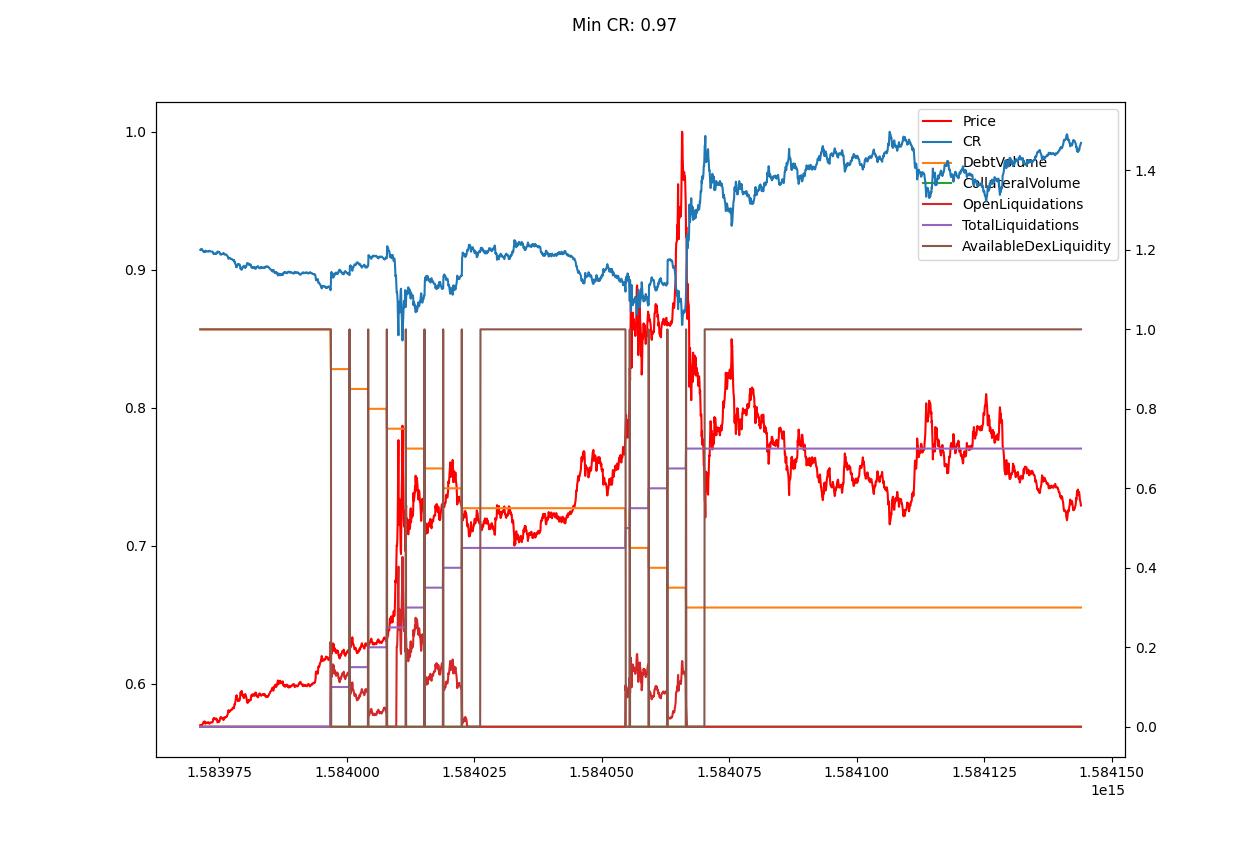 Min CR: 0.97
1.0
0.9
0.8
0.7
0.6
Price
CR
DebtVolume
CollateralVolume
OpenLiquidations
TotalLiquidations
AvailableDexLiquidity
1.4
1.2
1.0
0.8
0.6
0.4
0.2
0.0
1.583975 1.584000 1.584025 1.584050 1.584075 1.584100 1.584125 1.584150
1e15